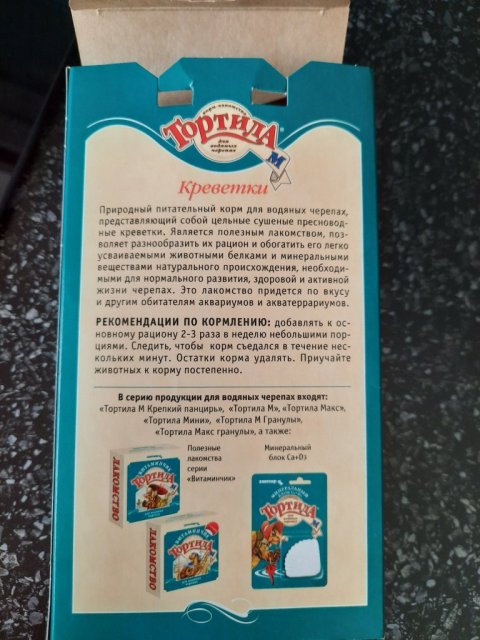 корм-лакомство
ТОРТИЛА
для
водяных
черепах
М
Креветки
Природный питательный корм для водяных черепах,
представляющий собой цельные сушеные пресновод-
ные креветки. Является полезным лакомством, поз-
воляет разнообразить их рацион и обогатить его легко
усваиваемыми животными белками и минеральными
веществами натурального происхождения, необходи-
мыми для нормального развития, здоровой и активной
жизни черепах. Это лакомство придется по вкусу
и другим обитателям аквариумов и акватеррариумов.
РЕКОМЕНДАЦИИ ПО КОРМЛЕНИЮ: добавлять к ос-
новному рациону 2-3 раза в неделю небольшими пор-
циями. Следить, чтобы корм съедался в течение нес-
кольких минут. Остатки корма удалять. Приучайте
животных к корму постепенно.
В серию продукции для водяных черепах входят:
«Тортила М Крепкий панцирь», «Тортила М», «Тортила Макс»,
«Тортила Мини», «Тортила М Гранулы»,
«Тортила Макс гранулы», а также:
Полезные
лакомства
серии
«Витаминчик»
Минеральный
блок Са+D3
ЛАКОМСТВО
ВИТАМИНЧИК
ТОРТИЛА
М
ЛАКОМСТВО
ВИТАМИНЧИК
ТОРТИЛА
МИНЕРАЛЬНЫЙ
ТОРТИЛА